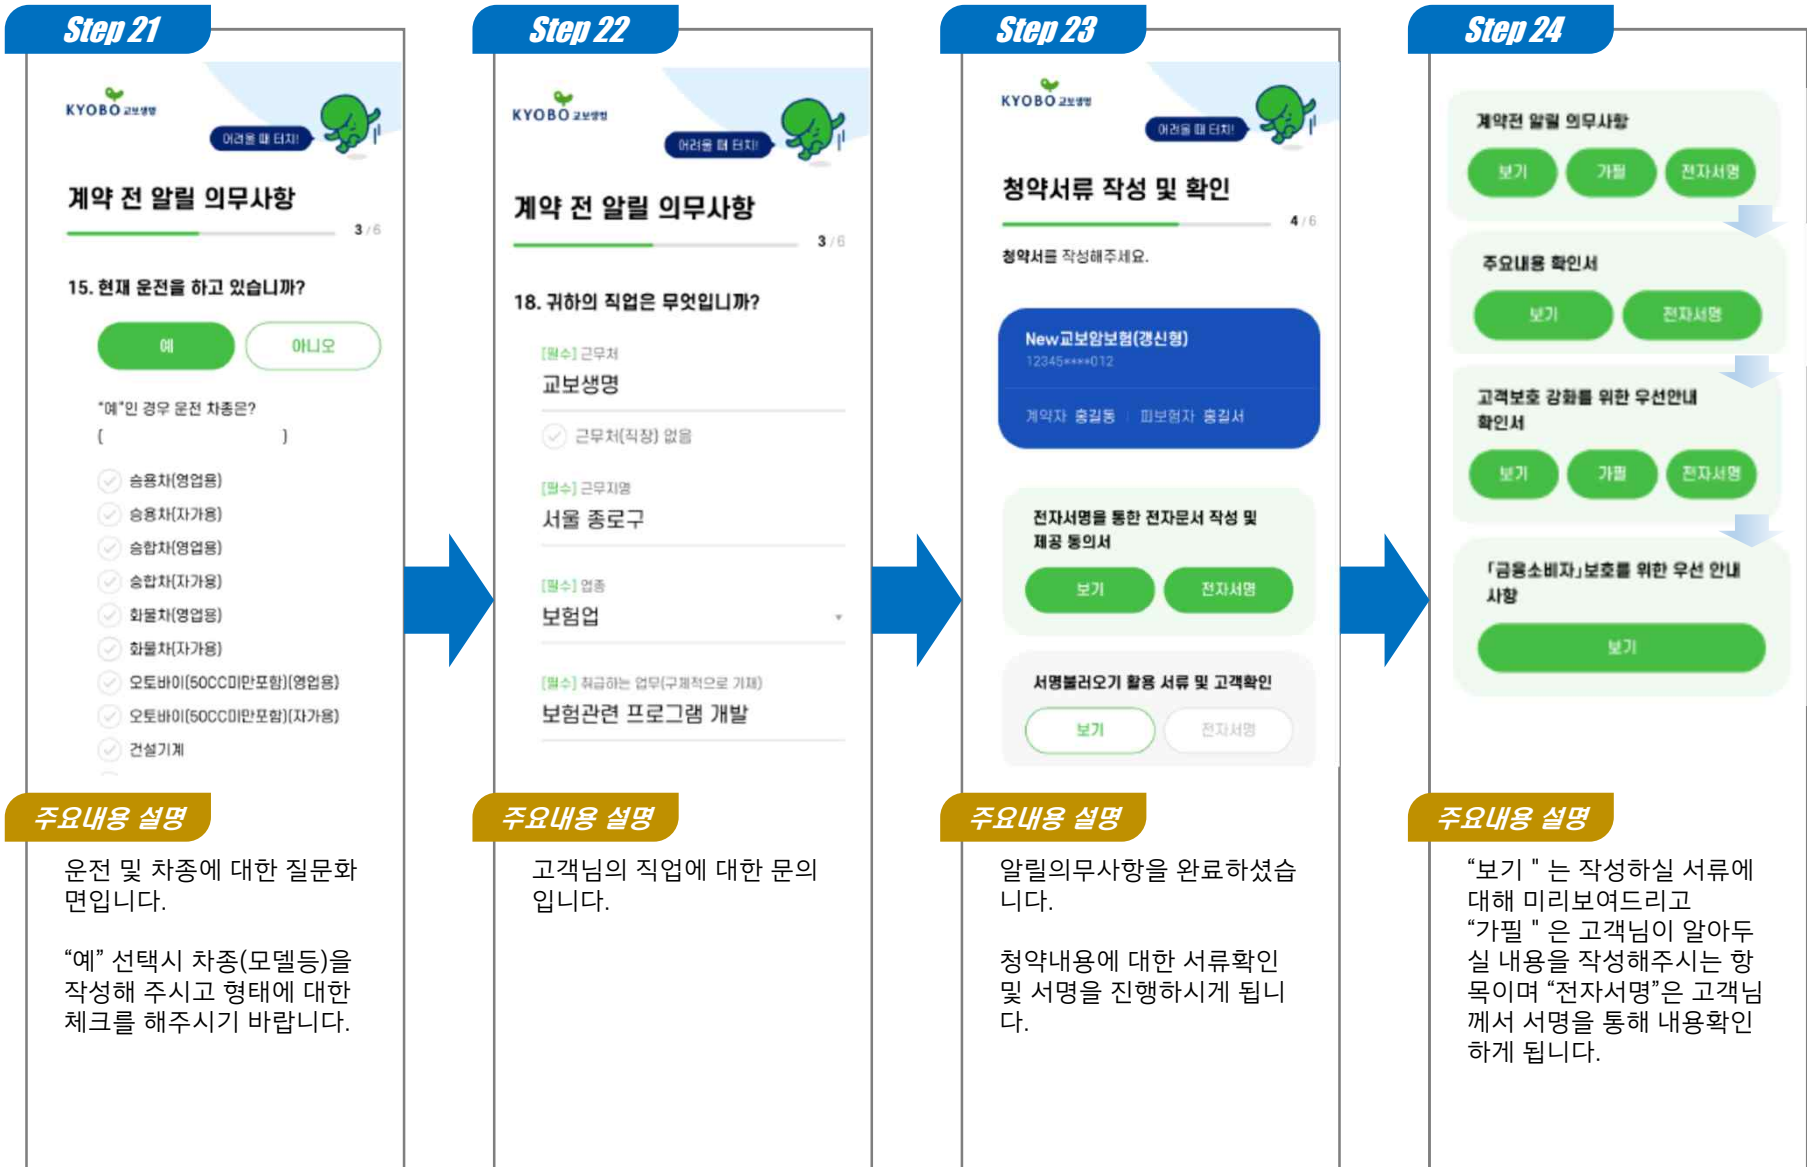 Step 21
KYOBO 교보생명
어려울 때 터치!
계약 전 알릴 의무사항
3 / 6
15. 현재 운전을 하고 있습니까?
예
아니오
"예"인 경우 운전 차종은?
( )
승용차(영업용)
승용차(자가용)
승합차(영업용)
승합차(자가용)
화물차(영업용)
화물차(자가용)
오토바이(50CC미만포함)(영업용)
오토바이(50CC미만포함)(자가용)
건설기계
주요내용 설명
운전 및 차종에 대한 질문화
면입니다.
“예” 선택시 차종(모델등)을
작성해 주시고 형태에 대한
체크를 해주시기 바랍니다.
Step 22
KYOBO 교보생명
어려울 때 터치!
계약 전 알릴 의무사항
3 / 6
18. 귀하의 직업은 무엇입니까?
[필수] 근무처
교보생명
근무처(직장) 없음
[필수] 근무지명
서울 종로구
[필수] 업종
보험업
[필수] 취급하는 업무(구체적으로 기재)
보험관련 프로그램 개발
주요내용 설명
고객님의 직업에 대한 문의
입니다.
Step 23
KYOBO 교보생명
어려울 때 터치!
청약서류 작성 및 확인
4 / 6
청약서를 작성해주세요.
New교보암보험(갱신형)
12345****012
계약자 홍길동 | 피보험자 홍길서
전자서명을 통한 전자문서 작성 및
제공 동의서
보기
전자서명
서명불러오기 활용 서류 및 고객확인
보기
전자서명
주요내용 설명
알릴의무사항을 완료하셨습
니다.
청약내용에 대한 서류확인
및 서명을 진행하시게 됩니
다.
Step 24
계약전 알릴 의무사항
보기
가필
전자서명
주요내용 확인서
보기
전자서명
고객보호 강화를 위한 우선안내
확인서
보기
가필
전자서명
「금융소비자」보호를 위한 우선 안내
사항
보기
주요내용 설명
“보기 " 는 작성하실 서류에
대해 미리보여드리고
“가필 " 은 고객님이 알아두
실 내용을 작성해주시는 항
목이며 “전자서명”은 고객님
께서 서명을 통해 내용확인
하게 됩니다.